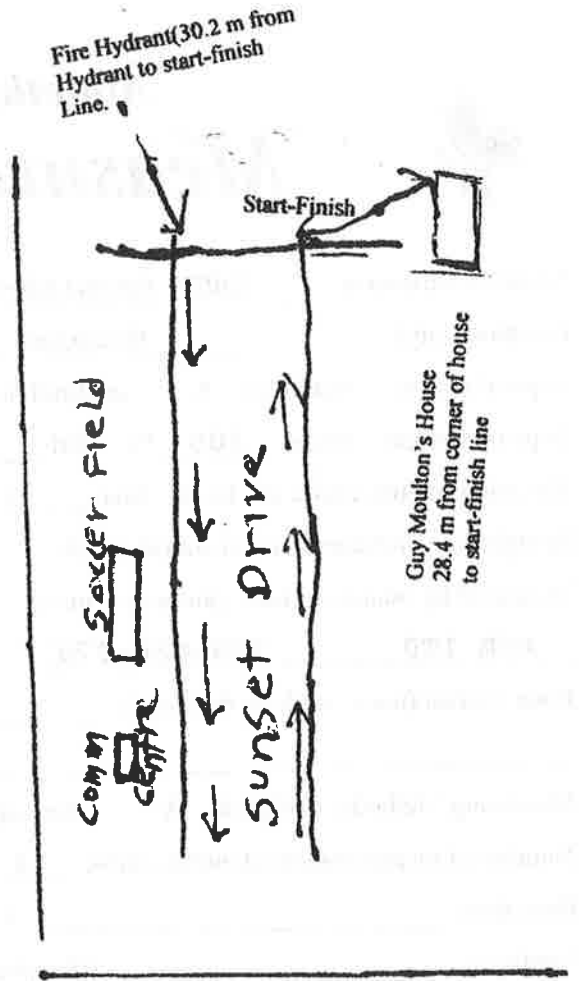 Fire Hydrant(30.2 m from
Hydrant to start-finish
Line.
Start-Finish
Guy Moulton's House
28.4 m from corner of house
to start-finish line
Soccer Field
Comm
Centre
Sunset Drive